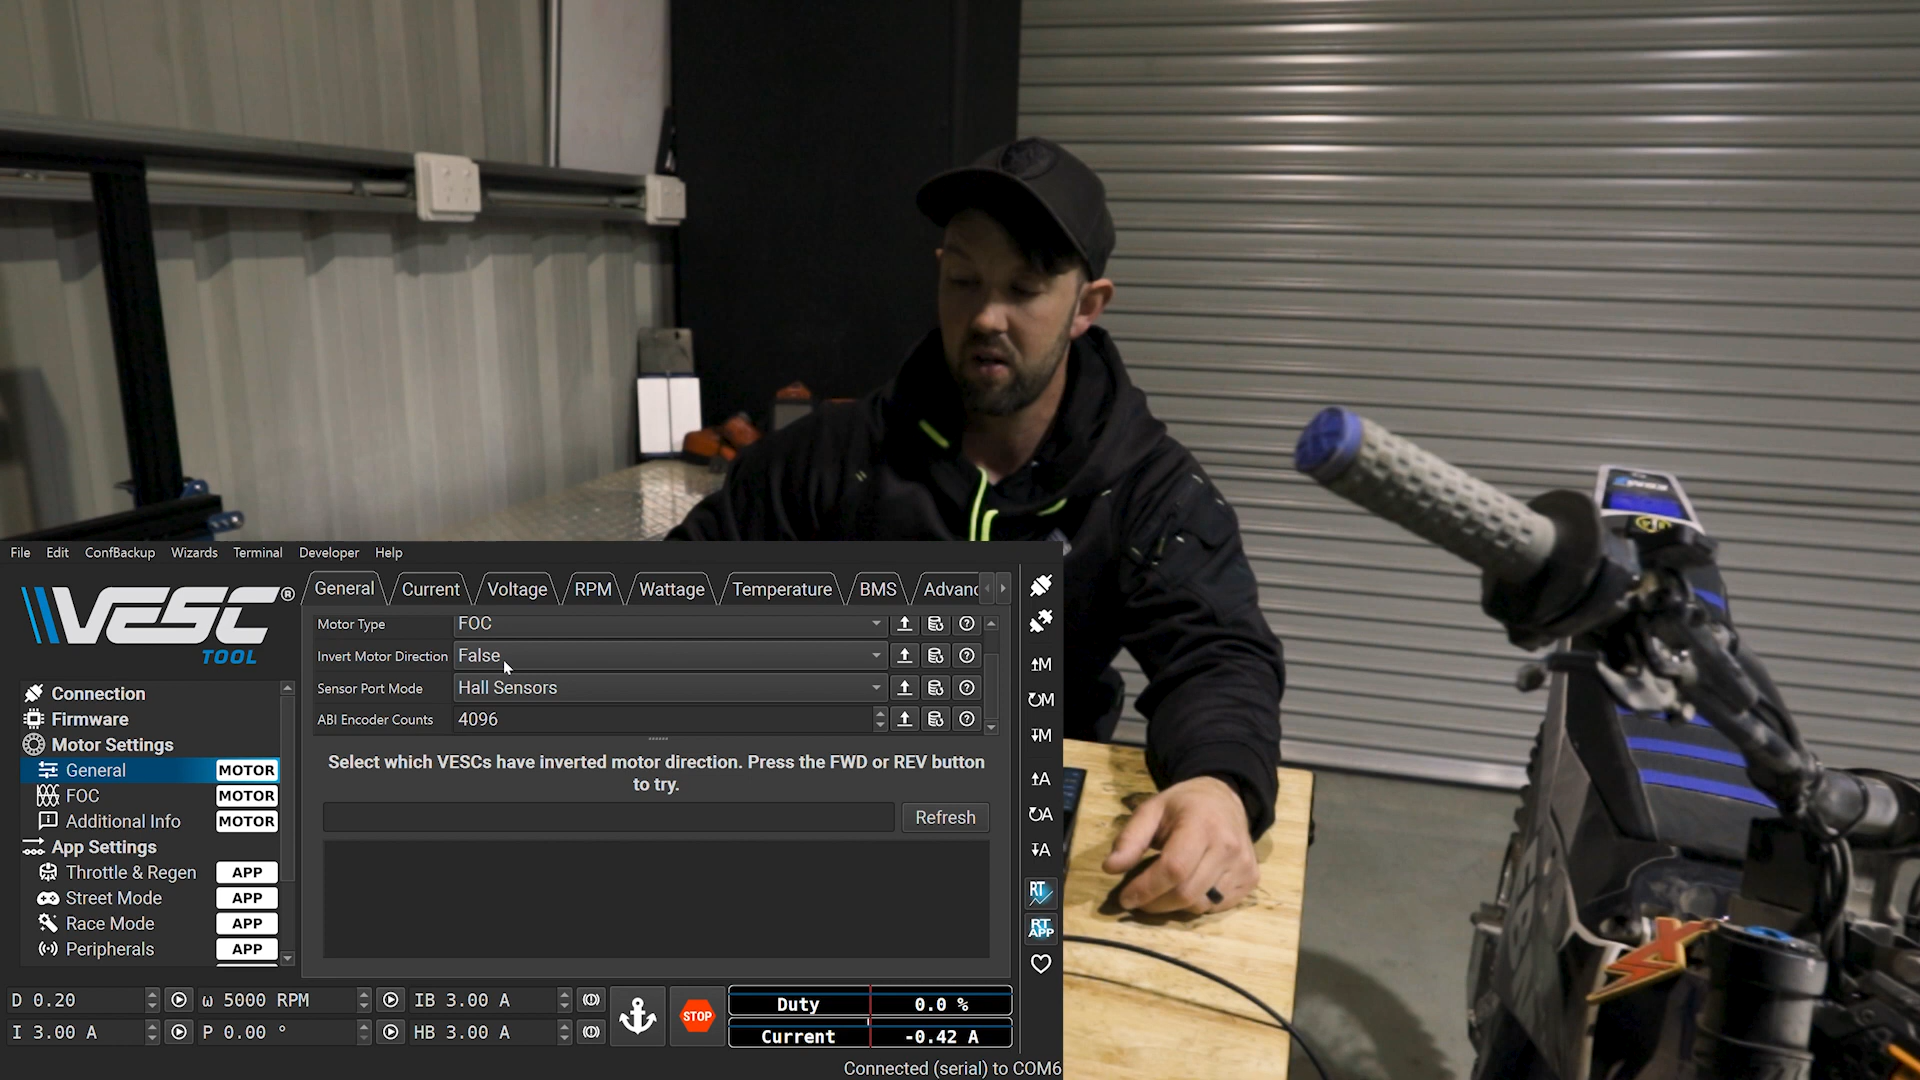 File Edit ConfBackup Wizards Terminal Developer Help
VESC®
TOOL
General Current Voltage RPM Wattage Temperature BMS Advanc
Motor Type FOC
Invert Motor Direction False
Sensor Port Mode Hall Sensors
ABI Encoder Counts 4096
Select which VESCs have inverted motor direction. Press the FWD or REV button
to try.
Refresh
Connection
Firmware
Motor Settings
General MOTOR
FOC MOTOR
Additional Info MOTOR
App Settings
Throttle & Regen APP
Street Mode APP
Race Mode APP
Peripherals APP
M
M
M
A
A
A
RT
RT
APP
D 0.20 ω 5000 RPM IB 3.00 A
I 3.00 A P 0.00 ° HB 3.00 A
STOP
Duty 0.0 %
Current -0.42 A
Connected (serial) to COM6